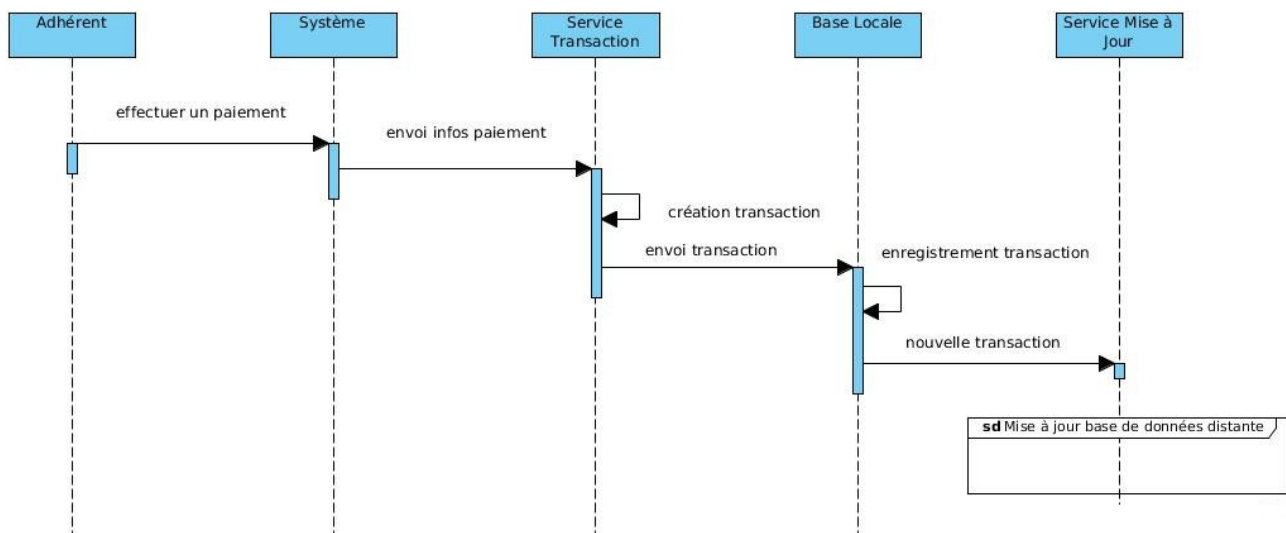 Adhérent
Système
Service
Transaction
Base Locale
Service Mise à
Jour
effectuer un paiement
envoi infos paiement
création transaction
envoi transaction
enregistrement transaction
nouvelle transaction
sd Mise à jour base de données distante